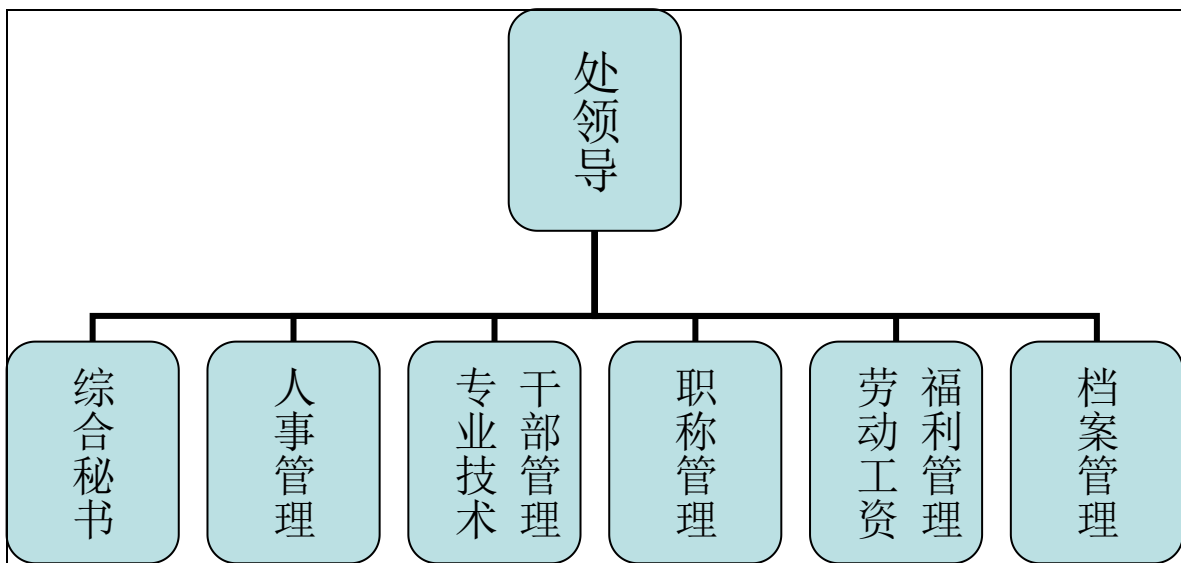 处领导
综合秘书
人事管理
专业技术
干部管理
职称管理
劳动工资
福利管理
档案管理